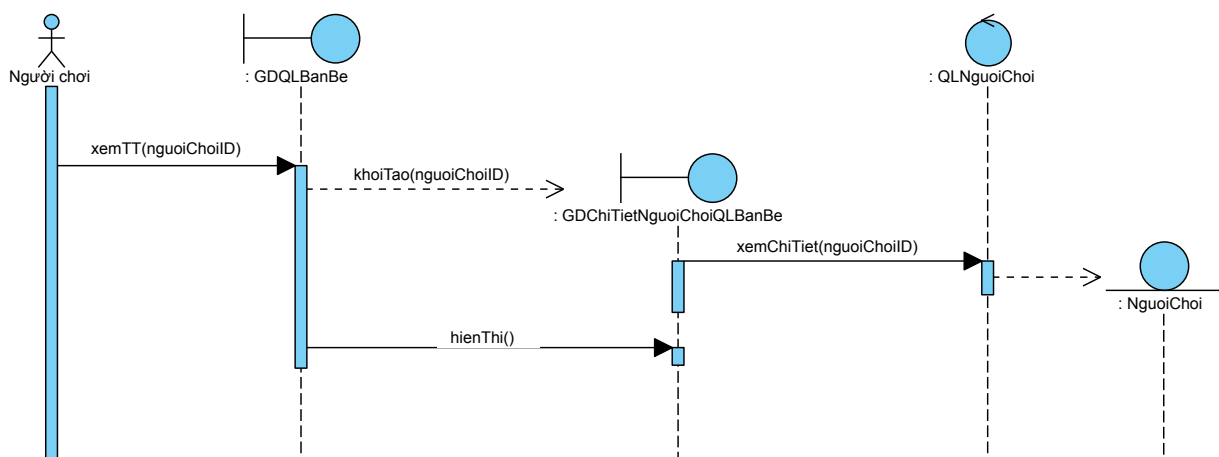 Người chơi
: GDQLBanBe
: QLNguoiChoi
xemTT(nguoiChoiID)
khoiTao(nguoiChoiID)
: GDChiTietNguoiChoiQLBanBe
xemChiTiet(nguoiChoiID)
: NguoiChoi
hienThi()